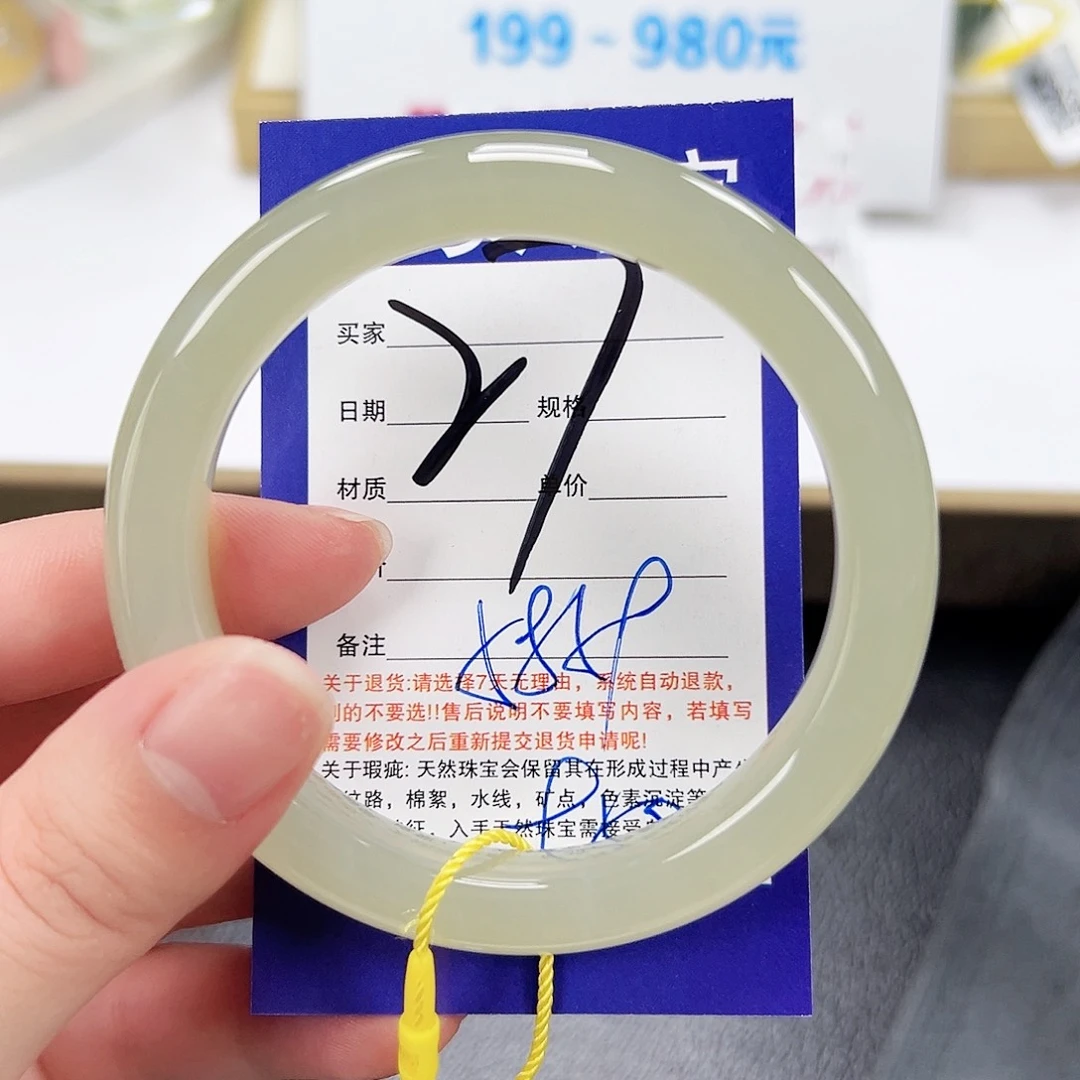 199~980元
买家
日期 规格
材质 单价
备注
关于退货:请选择7天无理由，系统自动退款，
别的不要选!!售后说明不要填写内容，若填写
需要修改之后重新提交退货申请呢!
关于瑕疵: 天然珠宝会保留其在形成过程中产生
纹路，棉絮，水线，矿点，色素沉淀等
征，入手天然珠宝需接受